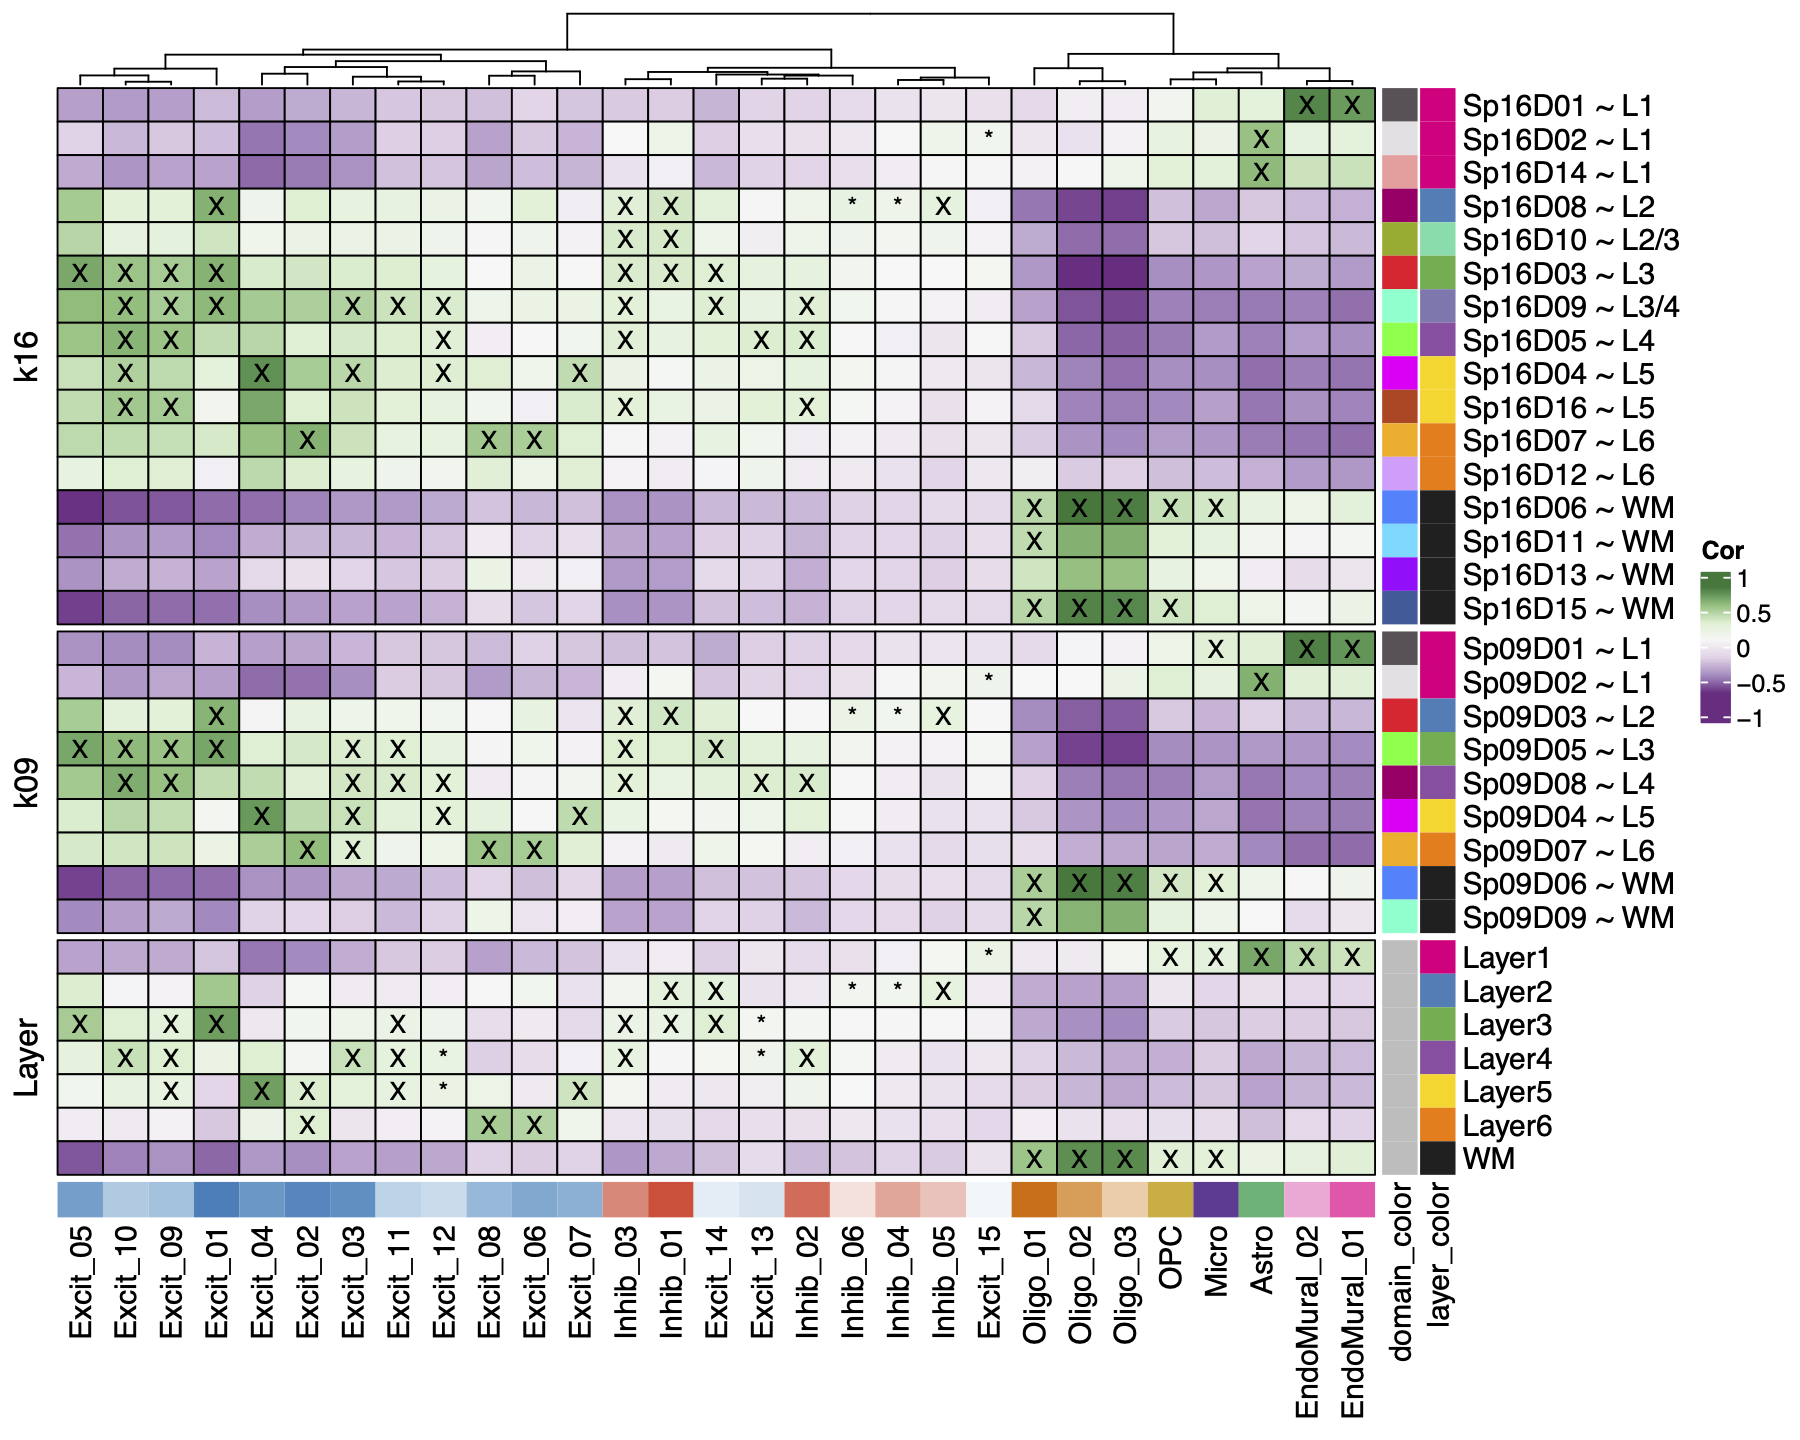 k16
X X Sp16D01 ~ L1
* X Sp16D02 ~ L1
X Sp16D14 ~ L1
X X X * * X Sp16D08 ~ L2
X X Sp16D10 ~ L2/3
X X X X X X X Sp16D03 ~ L3
X X X X X X X X X Sp16D09 ~ L3/4
X X X X X X Sp16D05 ~ L4
X X X X X Sp16D04 ~ L5
X X X X Sp16D16 ~ L5
X X X Sp16D07 ~ L6
Sp16D12 ~ L6
X X X X X Sp16D06 ~ WM
X Sp16D11 ~ WM
Sp16D13 ~ WM
X X X X Sp16D15 ~ WM
k09
X X X Sp09D01 ~ L1
* X Sp09D02 ~ L1
X X X * * X Sp09D03 ~ L2
X X X X X X X X Sp09D05 ~ L3
X X X X X X X X Sp09D08 ~ L4
X X X X Sp09D04 ~ L5
X X X X Sp09D07 ~ L6
X X X X X Sp09D06 ~ WM
X Sp09D09 ~ WM
Layer
* X X X X X Layer1
X X * * X Layer2
X X X X X X X * Layer3
X X X X * X * X Layer4
X X X X * X Layer5
X X X Layer6
X X X X X WM
Excit_05
Excit_10
Excit_09
Excit_01
Excit_04
Excit_02
Excit_03
Excit_11
Excit_12
Excit_08
Excit_06
Excit_07
Inhib_03
Inhib_01
Excit_14
Excit_13
Inhib_02
Inhib_06
Inhib_04
Inhib_05
Excit_15
Oligo_01
Oligo_02
Oligo_03
OPC
Micro
Astro
EndoMural_02
EndoMural_01
domain_color
layer_color
Cor
1
0.5
0
−0.5
−1